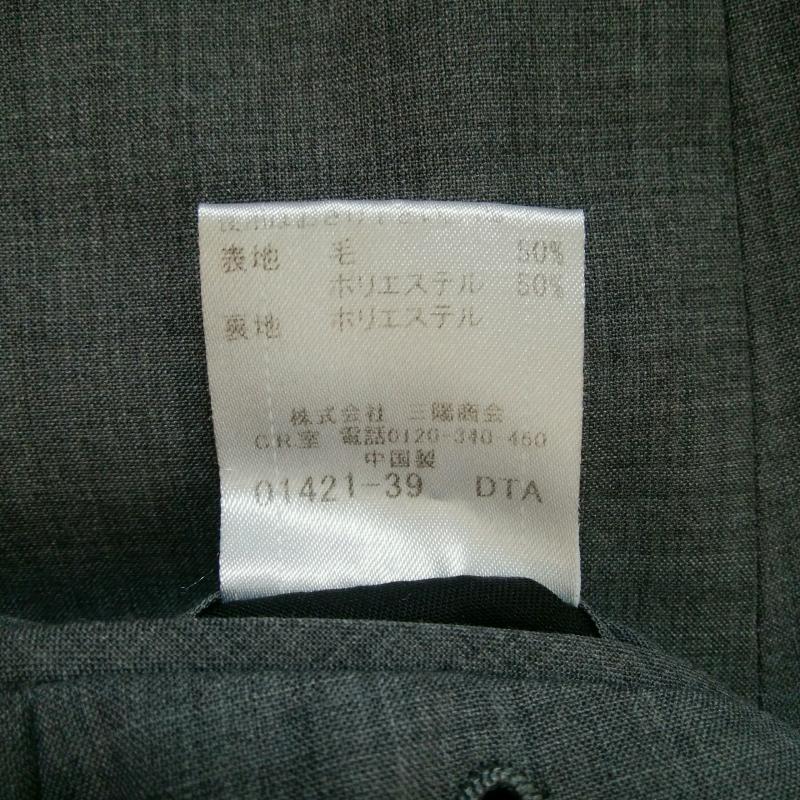 表地 毛 50%
ポリエステル 50%
裏地 ポリエステル
株式会社 三陽商会
C.R.室 電話0120-340-460
中国製
01421-39 DTA